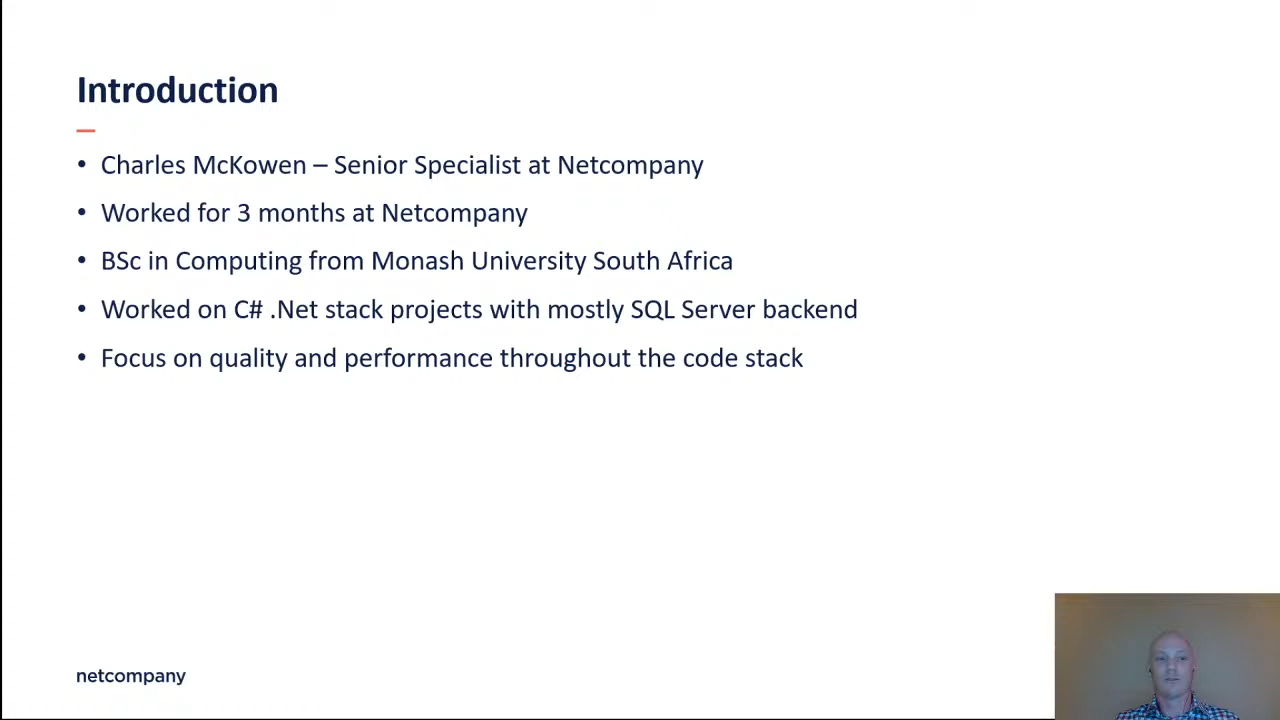 Introduction
• Charles McKowen – Senior Specialist at Netcompany
• Worked for 3 months at Netcompany
• BSc in Computing from Monash University South Africa
• Worked on C# .Net stack projects with mostly SQL Server backend
• Focus on quality and performance throughout the code stack
netcompany